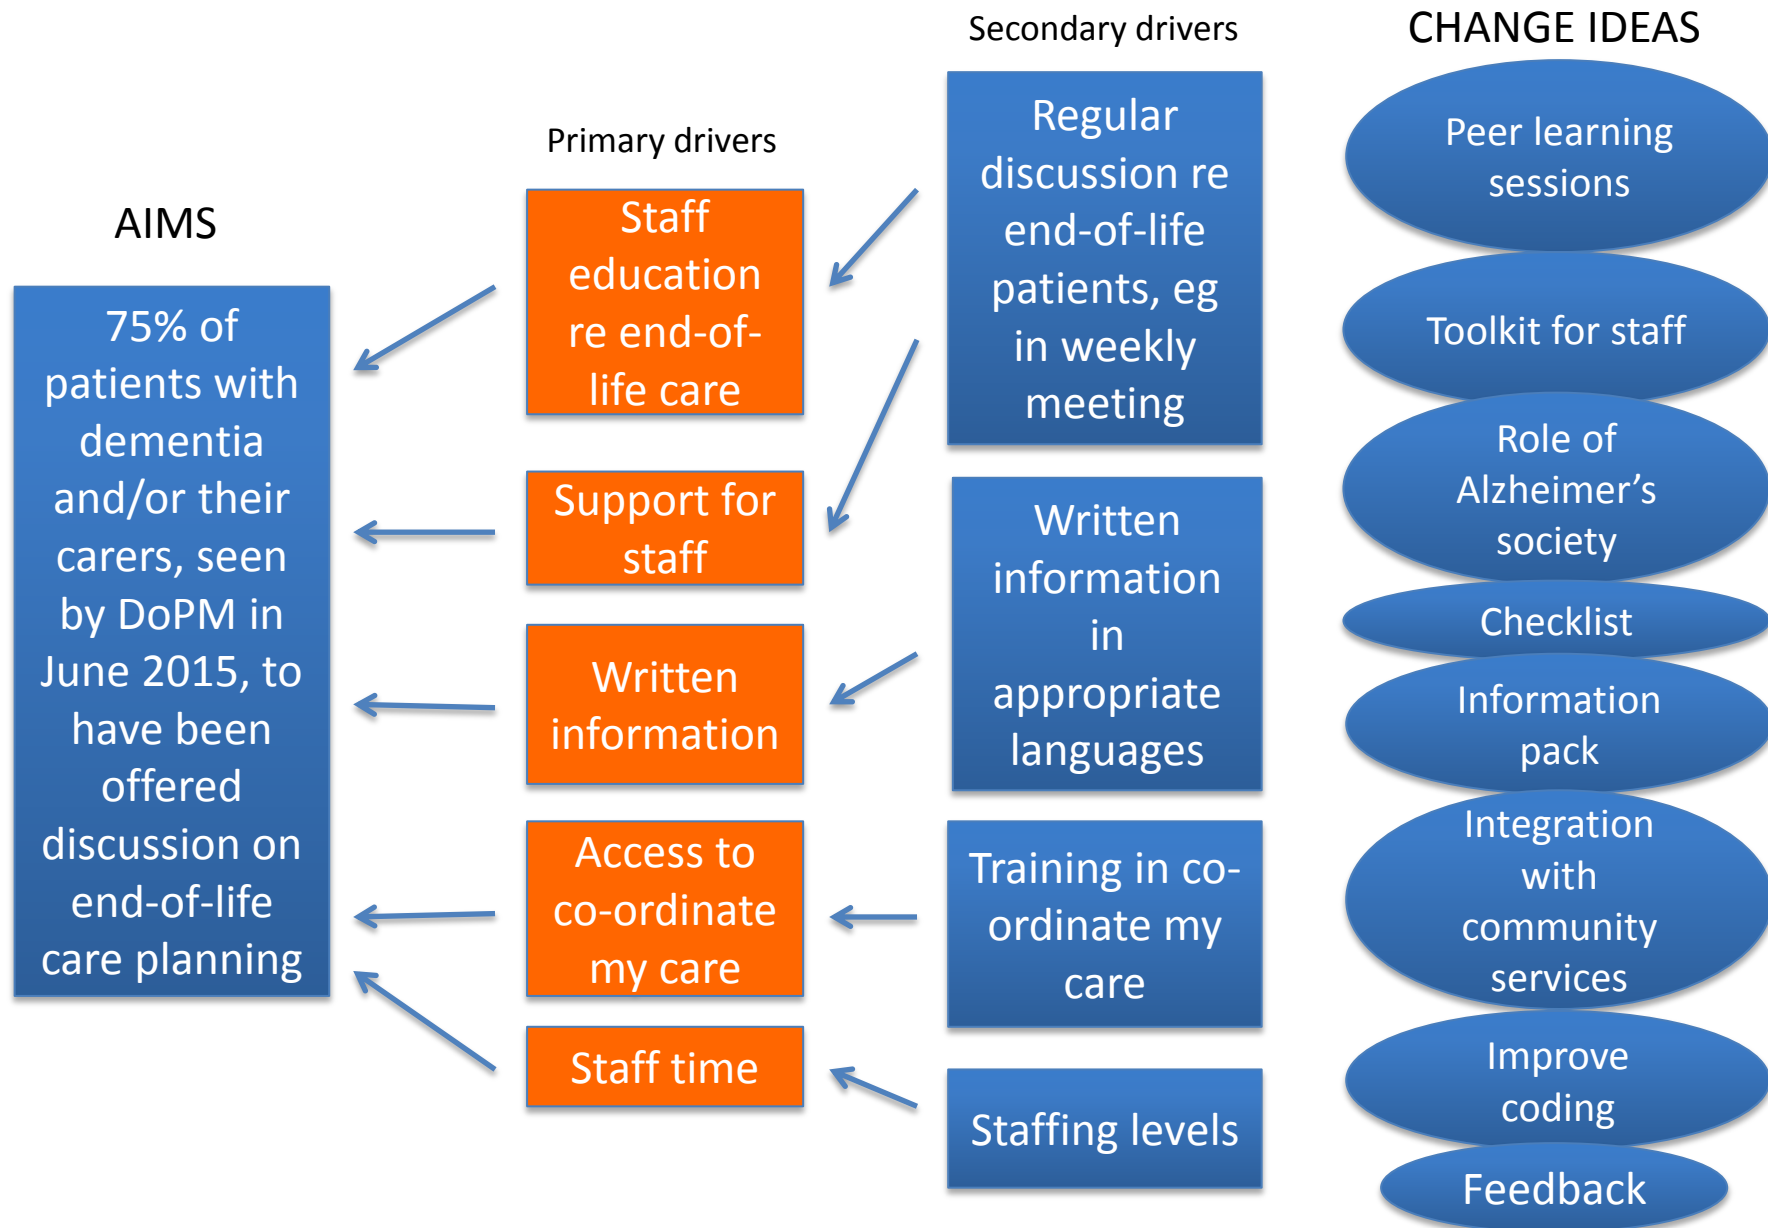 AIMS
75% of
patients with
dementia
and/or their
carers, seen
by DoPM in
June 2015, to
have been
offered
discussion on
end-of-life
care planning
Primary drivers
Staff
education
re end-of-
life care
Support for
staff
Written
information
Access to
co-ordinate
my care
Staff time
Secondary drivers
Regular
discussion re
end-of-life
patients, eg
in weekly
meeting
Written
information
in
appropriate
languages
Training in co-
ordinate my
care
Staffing levels
CHANGE IDEAS
Peer learning
sessions
Toolkit for staff
Role of
Alzheimer’s
society
Checklist
Information
pack
Integration
with
community
services
Improve
coding
Feedback